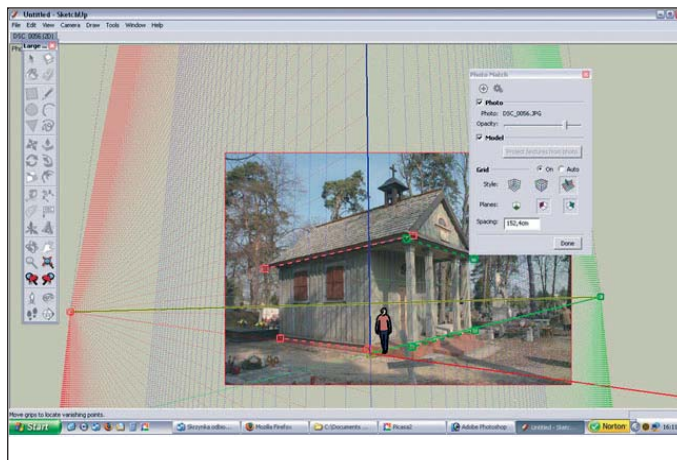 Untitled - SketchUp
File Edit View Camera Draw Tools Window Help
DSC_0056 (2D)
Large ...
Photo Match
Photo
Photo: DSC_0056.JPG
Opacity:
Model
Project textures from photo
Grid On Auto
Style:
Planes:
Spacing: 152,4cm
Done
Move grips to locate vanishing points.
Start
Skrzynka odbio...
Mozilla Firefox
C:\Documents ...
Picasa2
Adobe Photoshop
Untitled - Sketc...
Norton